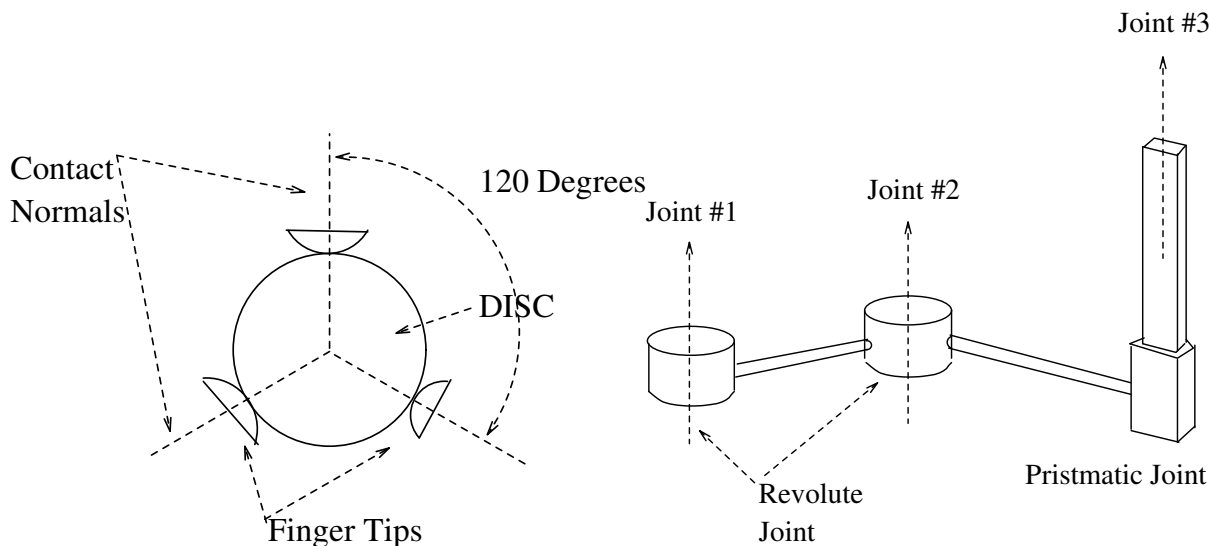 Contact
Normals
120 Degrees
DISC
Finger Tips
Joint #1
Joint #2
Joint #3
Revolute
Joint
Pristmatic Joint